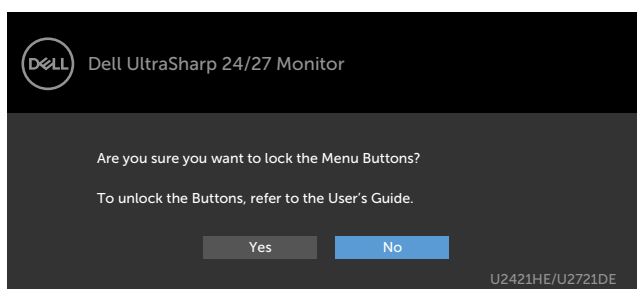 DELL
Dell UltraSharp 24/27 Monitor
Are you sure you want to lock the Menu Buttons?
To unlock the Buttons, refer to the User’s Guide.
Yes
No
U2421HE/U2721DE